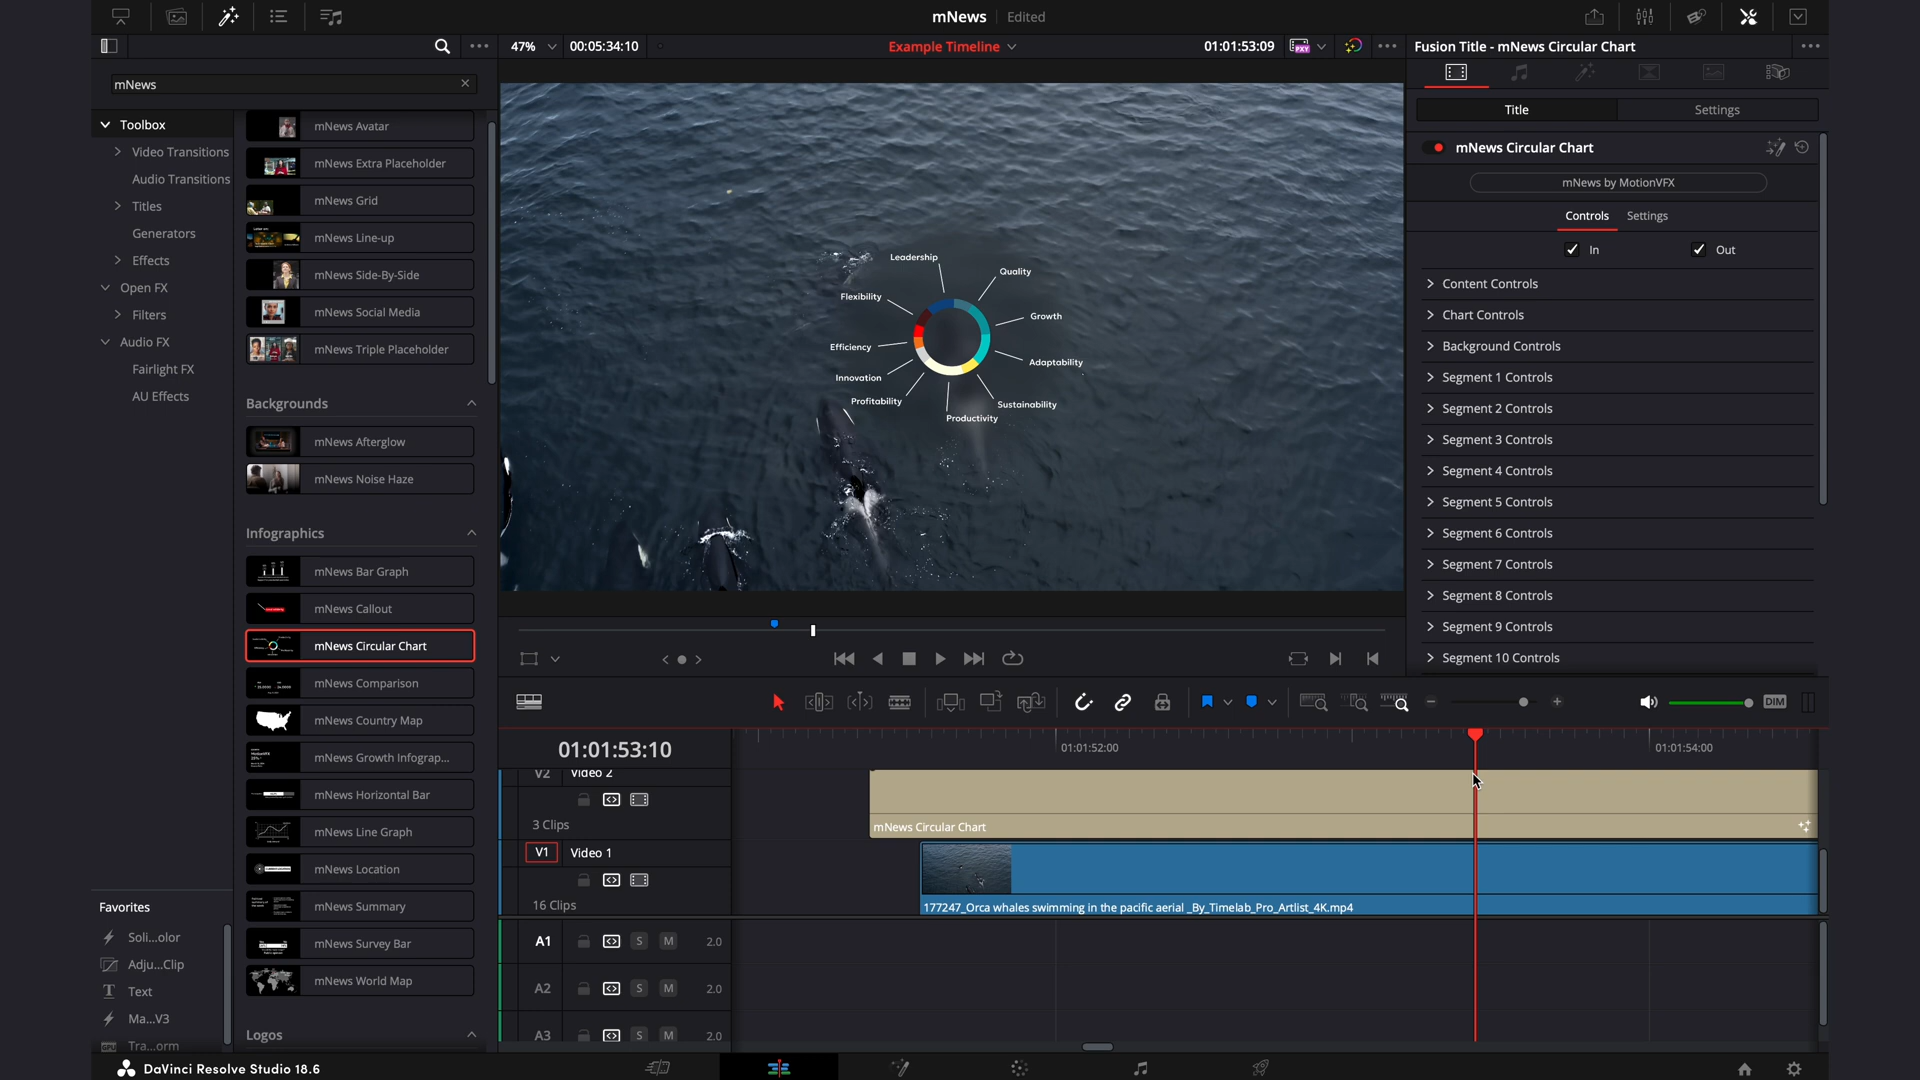 mNews
Edited
47%
00:05:34:10
Example Timeline
01:01:53:09
PXY
Fusion Title - mNews Circular Chart
mNews
Toolbox
Video Transitions
Audio Transitions
Titles
Generators
Effects
Open FX
Filters
Audio FX
Fairlight FX
AU Effects
Favorites
Soli...olor
Adju...Clip
Text
Ma...V3
Tra...orm
mNews Avatar
mNews Extra Placeholder
mNews Grid
mNews Line-up
mNews Side-By-Side
mNews Social Media
mNews Triple Placeholder
Backgrounds
mNews Afterglow
mNews Noise Haze
Infographics
mNews Bar Graph
mNews Callout
mNews Circular Chart
mNews Comparison
mNews Country Map
mNews Growth Infograp...
mNews Horizontal Bar
mNews Line Graph
mNews Location
mNews Summary
mNews Survey Bar
mNews World Map
Logos
Leadership
Quality
Flexibility
Growth
Efficiency
Adaptability
Innovation
Profitability
Sustainability
Productivity
Title
Settings
mNews Circular Chart
mNews by MotionVFX
Controls
Settings
In
Out
Content Controls
Chart Controls
Background Controls
Segment 1 Controls
Segment 2 Controls
Segment 3 Controls
Segment 4 Controls
Segment 5 Controls
Segment 6 Controls
Segment 7 Controls
Segment 8 Controls
Segment 9 Controls
Segment 10 Controls
DIM
01:01:53:10
01:01:52:00
01:01:54:00
V2
Video 2
3 Clips
mNews Circular Chart
V1
Video 1
16 Clips
177247_Orca whales swimming in the pacific aerial _By_Timelab_Pro_Artlist_4K.mp4
A1
S
M
2.0
A2
S
M
2.0
A3
S
M
2.0
DaVinci Resolve Studio 18.6